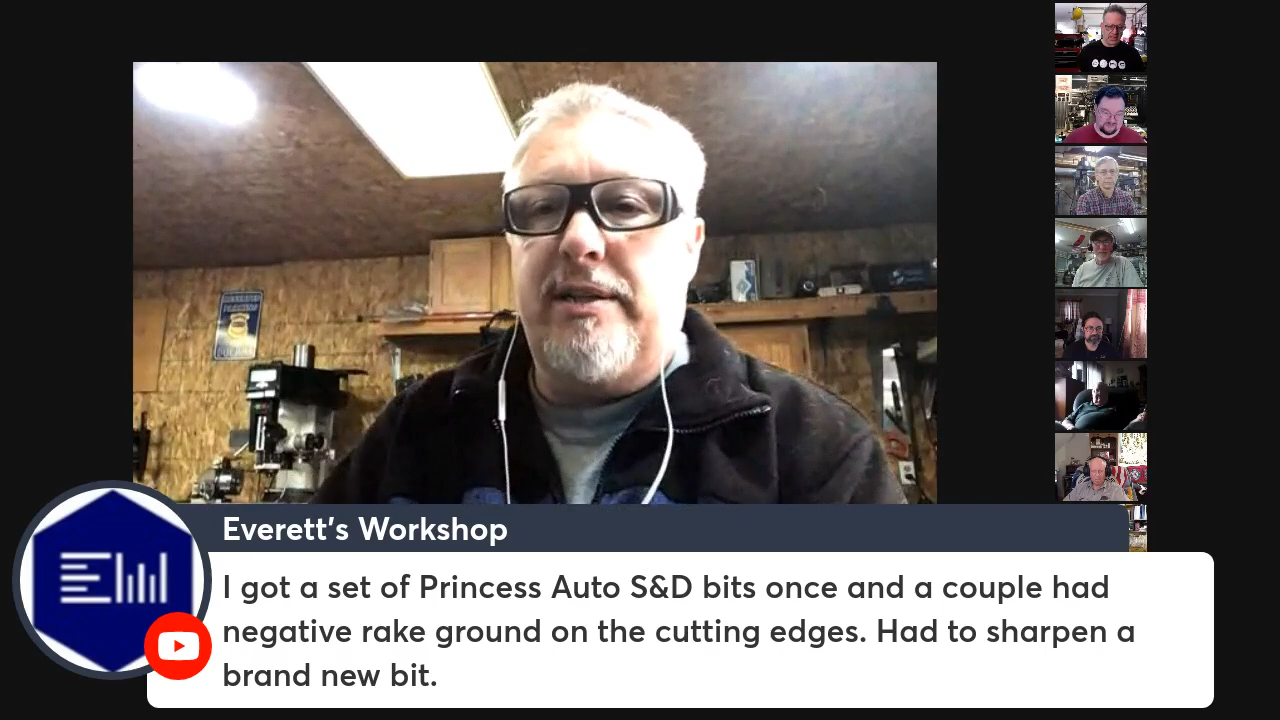 Everett's Workshop
EW
I got a set of Princess Auto S&D bits once and a couple had
negative rake ground on the cutting edges. Had to sharpen a
brand new bit.